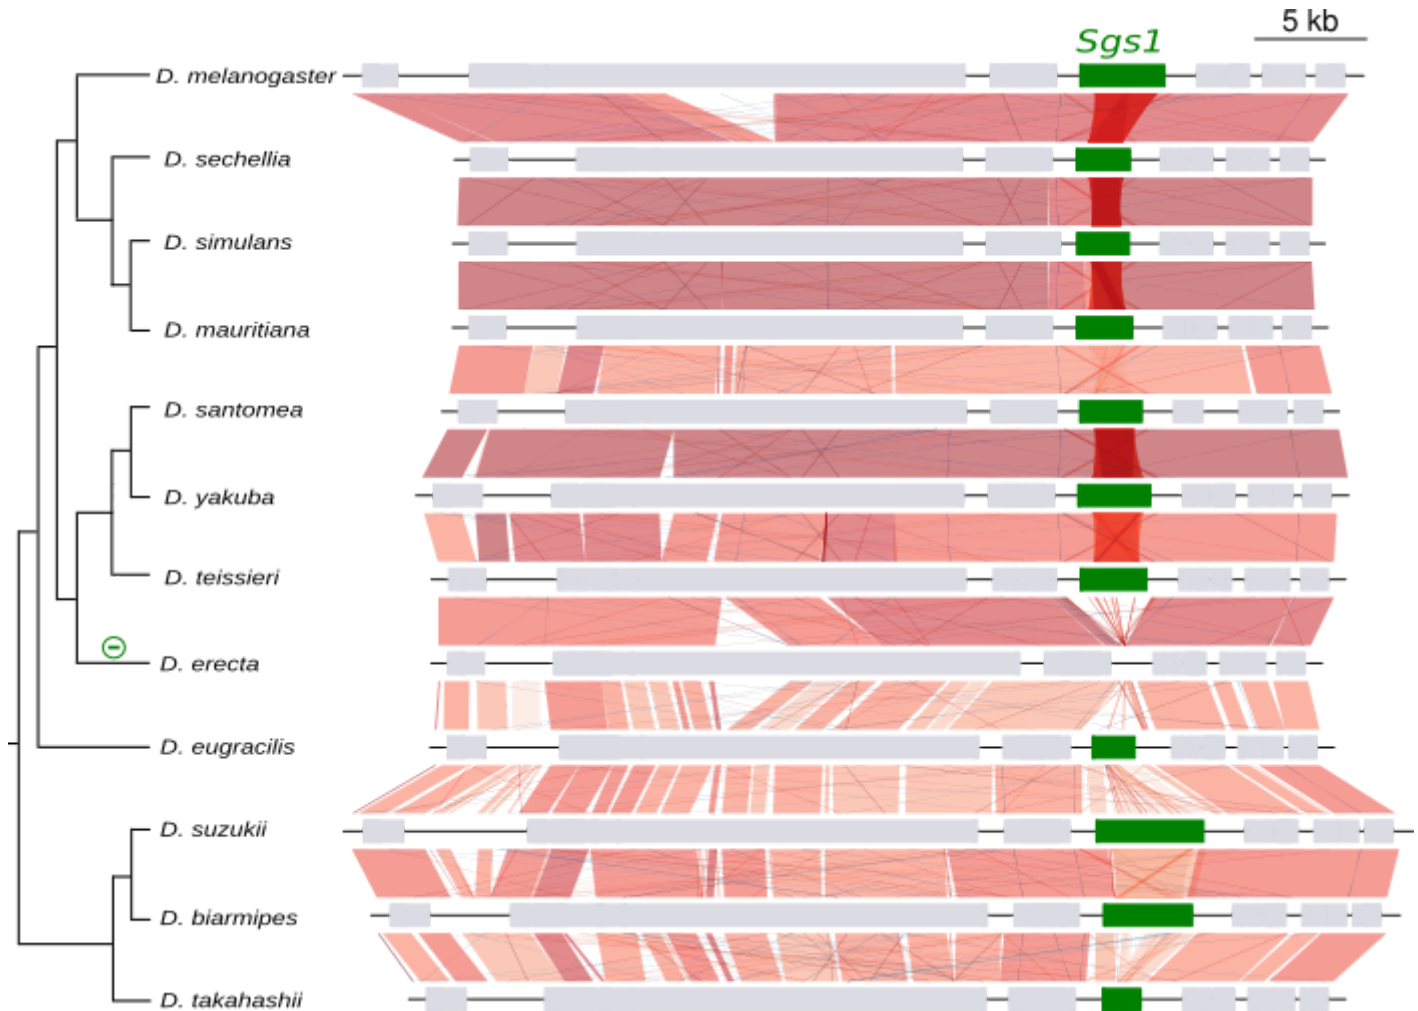 5 kb
Sgs1
D. melanogaster
D. sechellia
D. simulans
D. mauritiana
D. santomea
D. yakuba
D. teissieri
D. erecta
D. eugracilis
D. suzukii
D. biarmipes
D. takahashii